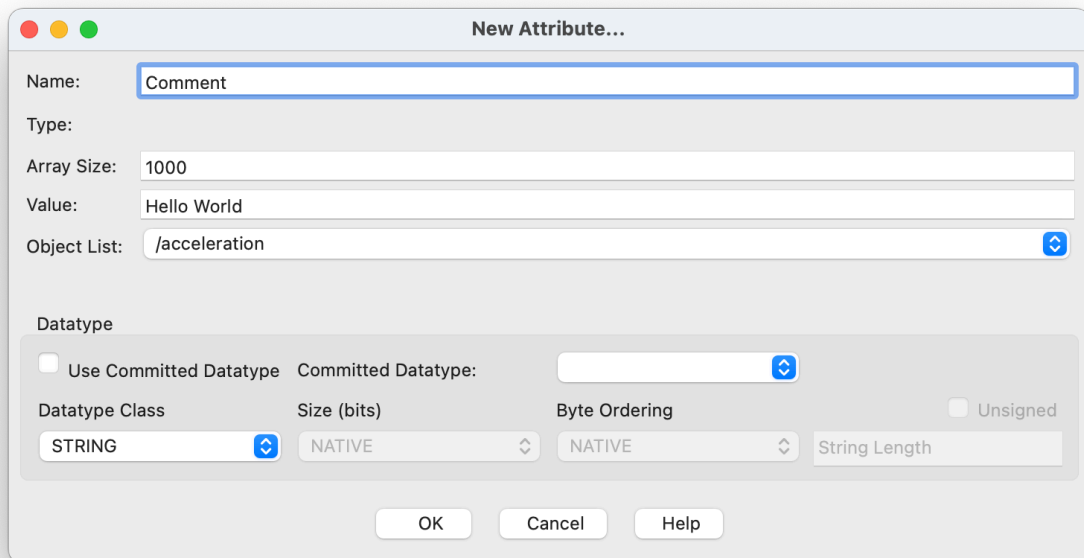 New Attribute...
Name: Comment
Type:
Array Size: 1000
Value: Hello World
Object List: /acceleration
Datatype
Use Committed Datatype Committed Datatype:
Datatype Class Size (bits) Byte Ordering Unsigned
STRING NATIVE NATIVE String Length
OK Cancel Help